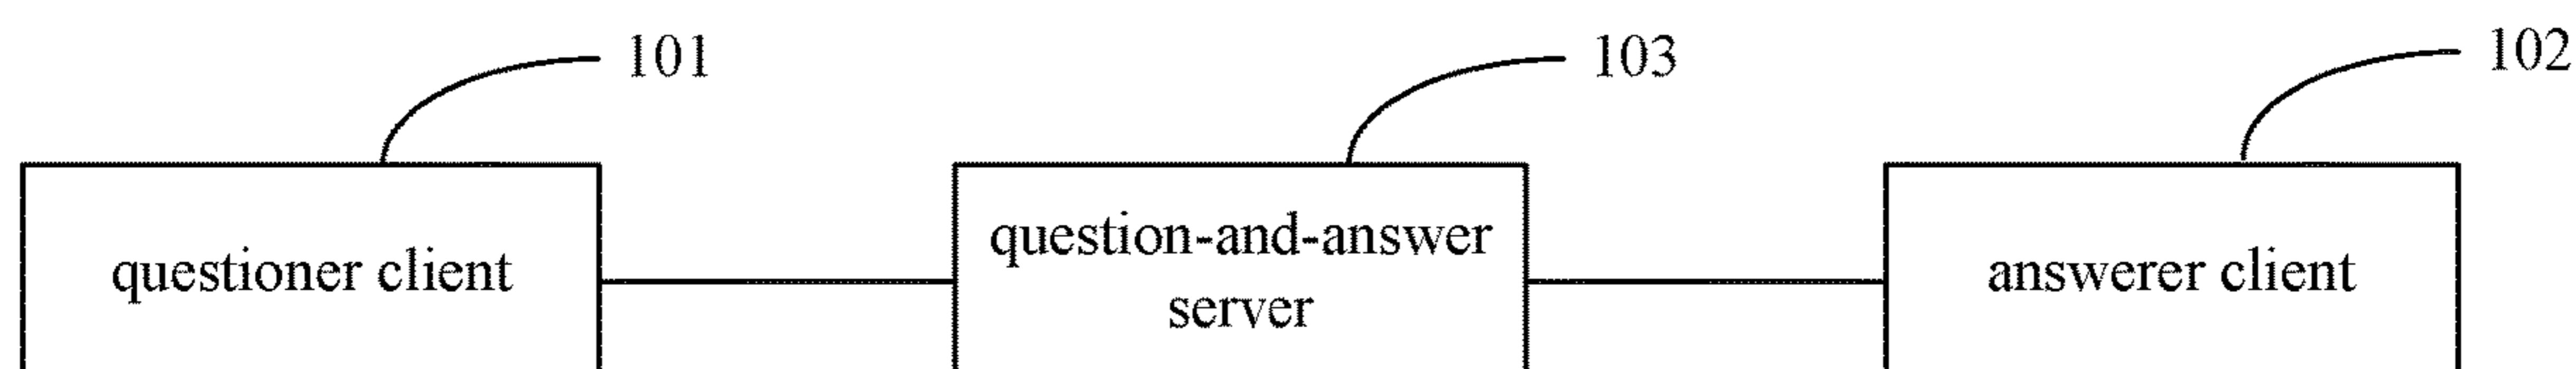 101
103
102
questioner client
question-and-answer
server
answerer client